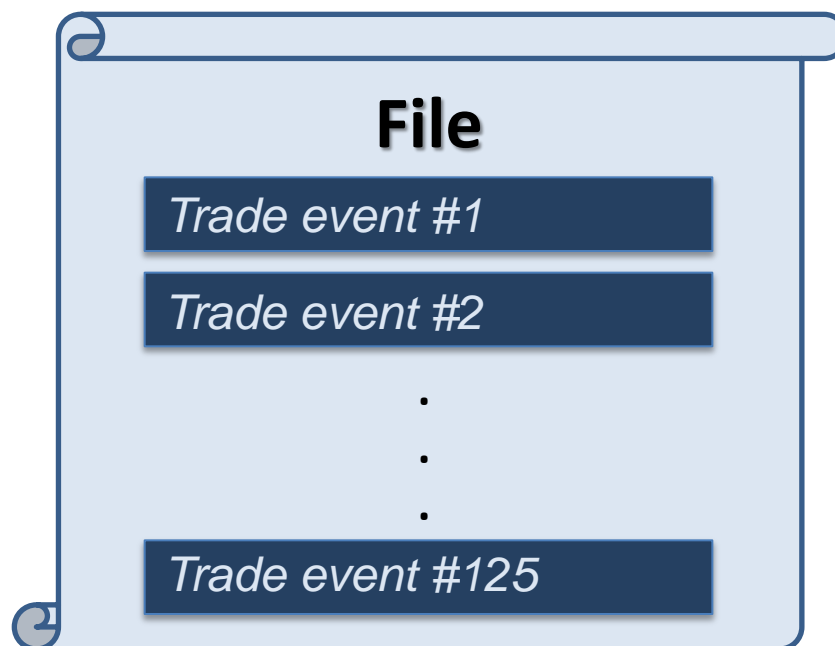 File
Trade event #1
Trade event #2
.
.
.
Trade event #125